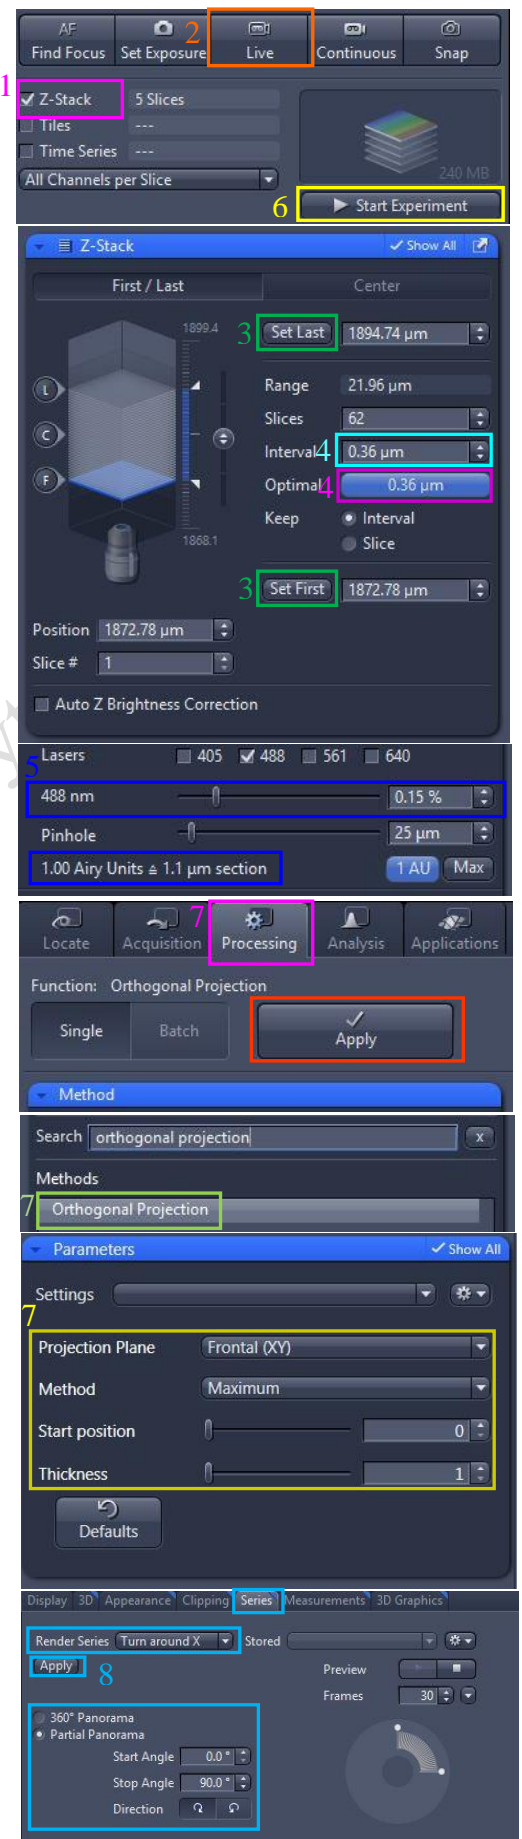 AF
Find Focus Set Exposure 2 Live Continuous Snap
1 Z-Stack 5 Slices
Tiles ---
Time Series ---
240 MB
All Channels per Slice
6 Start Experiment
Z-Stack Show All
First / Last Center
1899.4 3 Set Last 1894.74 µm
L Range 21.96 µm
Slices 62
C Interval 4 0.36 µm
F Optimal 4 0.36 µm
Keep Interval
1868.1 Slice
3 Set First 1872.78 µm
Position 1872.78 µm
Slice # 1
Auto Z Brightness Correction
Lasers 405 488 561 640
5
488 nm 0.15 %
Pinhole 25 µm
1.00 Airy Units ≙ 1.1 µm section 1 AU Max
7
Locate Acquisition Processing Analysis Applications
Function: Orthogonal Projection
Single Batch Apply
Method
Search orthogonal projection x
Methods
7 Orthogonal Projection
Parameters Show All
Settings
7
Projection Plane Frontal (XY)
Method Maximum
Start position 0
Thickness 1
Defaults
Display 3D Appearance Clipping Series Measurements 3D Graphics
Render Series Turn around X Stored
Apply 8 Preview
Frames 30
360° Panorama
Partial Panorama
Start Angle 0.0 °
Stop Angle 90.0 °
Direction